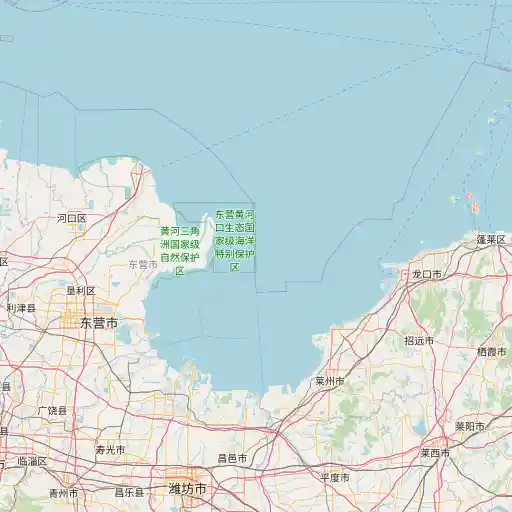 东营黄河
口生态国
家级海洋
特别保护
区
黄河三角
洲国家级
自然保护
区
河口区
东营市
蓬莱区
龙口市
垦利区
利津县
东营市
招远市
栖霞市
莱州市
广饶县
寿光市
莱阳市
莱西市
昌邑市
临淄区
平度市
青州市
昌乐县
潍坊市